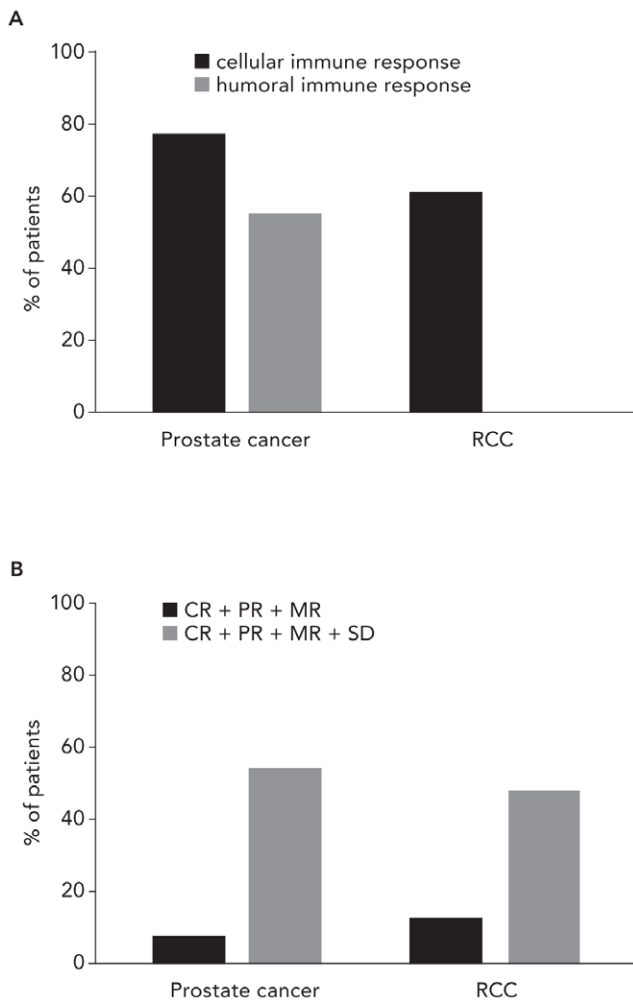 A
100
80
60
40
20
0
% of patients
cellular immune response
humoral immune response
Prostate cancer
RCC
B
100
80
60
40
20
0
% of patients
CR + PR + MR
CR + PR + MR + SD
Prostate cancer
RCC